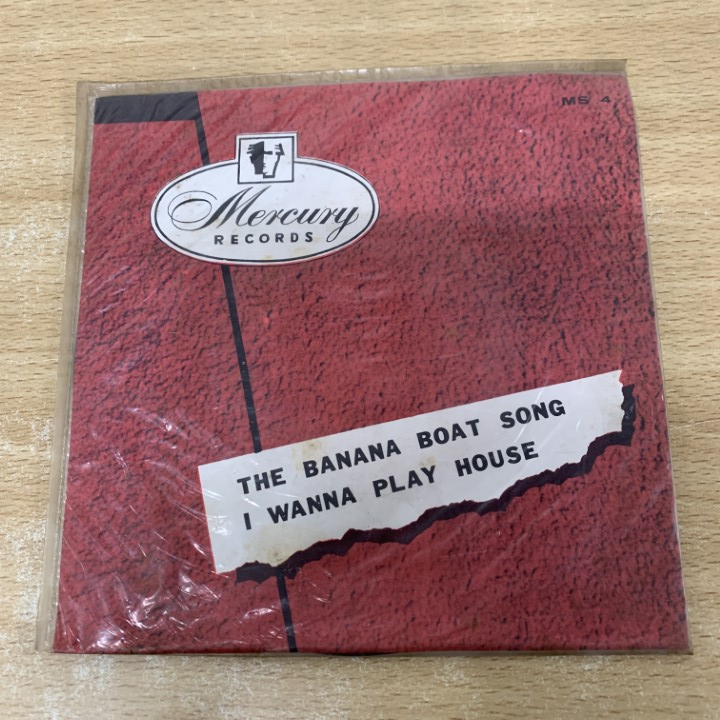 MS 4
Mercury
RECORDS
THE BANANA BOAT SONG
I WANNA PLAY HOUSE